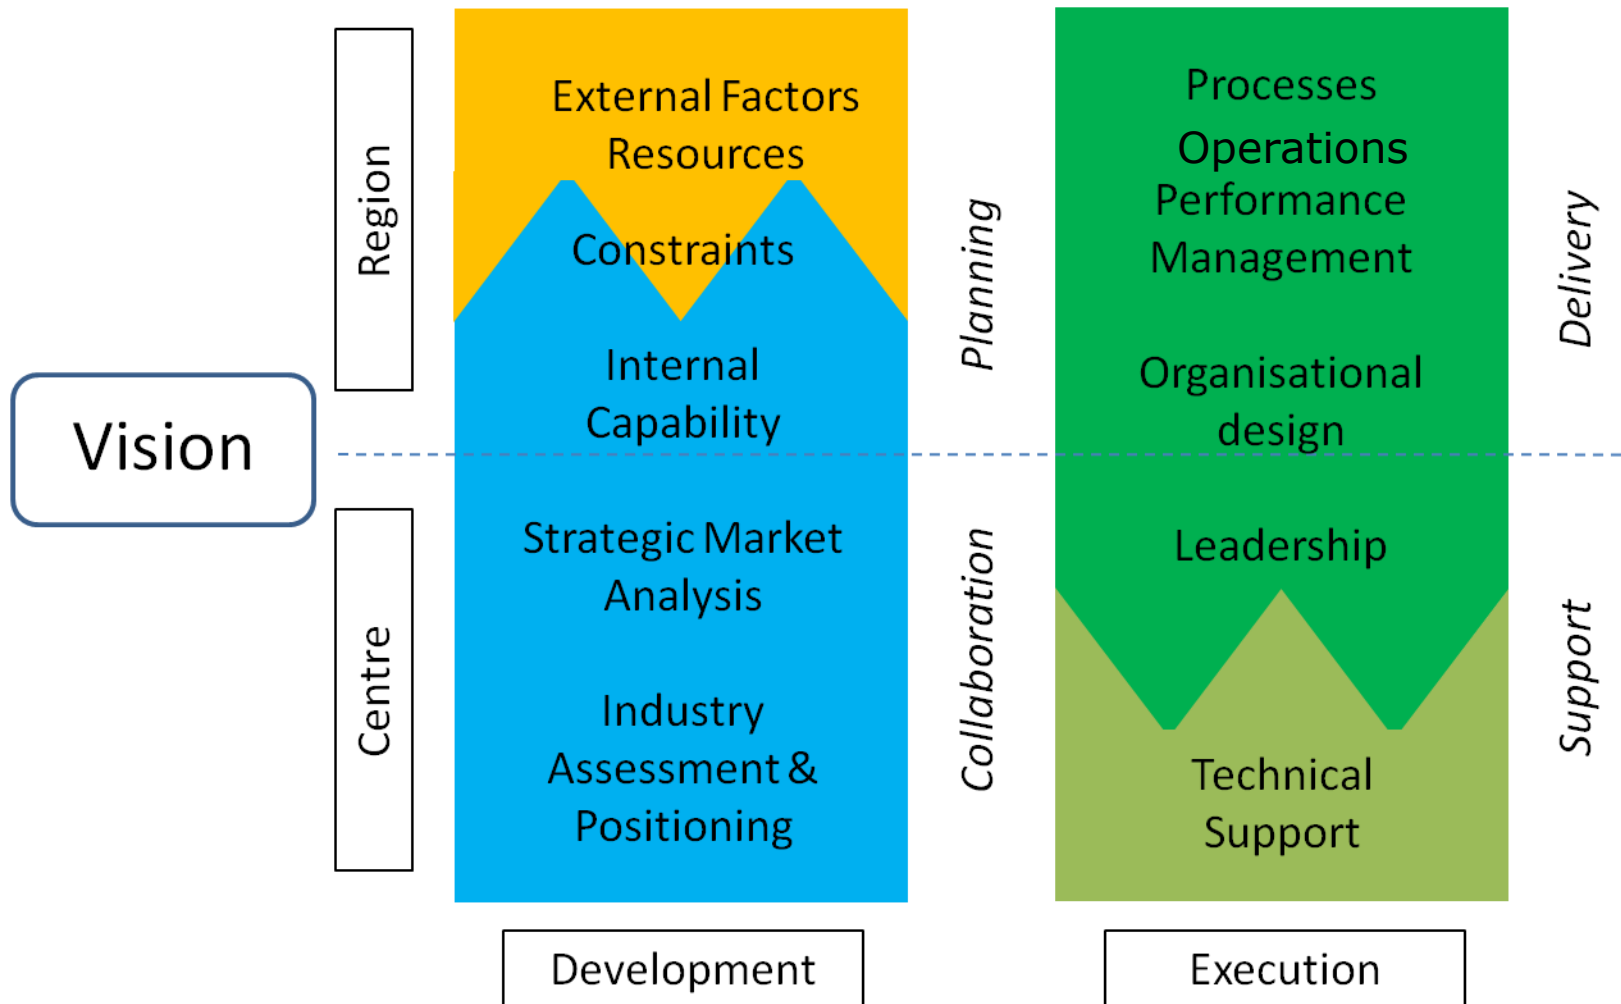 Vision
Region
Centre
External Factors
Resources
Constraints
Internal
Capability
Strategic Market
Analysis
Industry
Assessment &
Positioning
Development
Planning
Collaboration
Processes
Operations
Performance
Management
Organisational
design
Leadership
Technical
Support
Execution
Delivery
Support